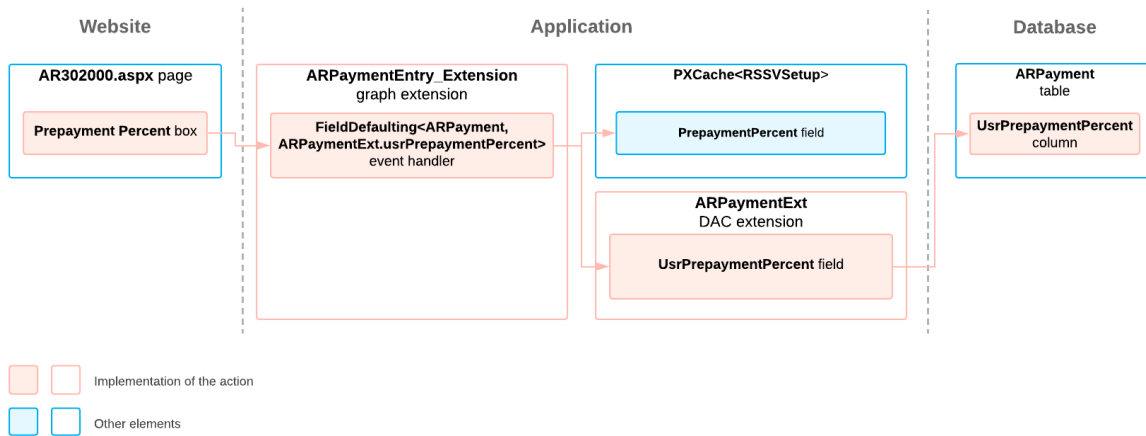 Website
Application
Database
AR302000.aspx page
Prepayment Percent box
ARPaymentEntry_Extension
graph extension
FieldDefaulting<ARPayment,
ARPaymentExt.usrPrepaymentPercent>
event handler
PXCache<RSSVSetup>
PrepaymentPercent field
ARPaymentExt
DAC extension
UsrPrepaymentPercent field
ARPayment
table
UsrPrepaymentPercent
column
Implementation of the action
Other elements